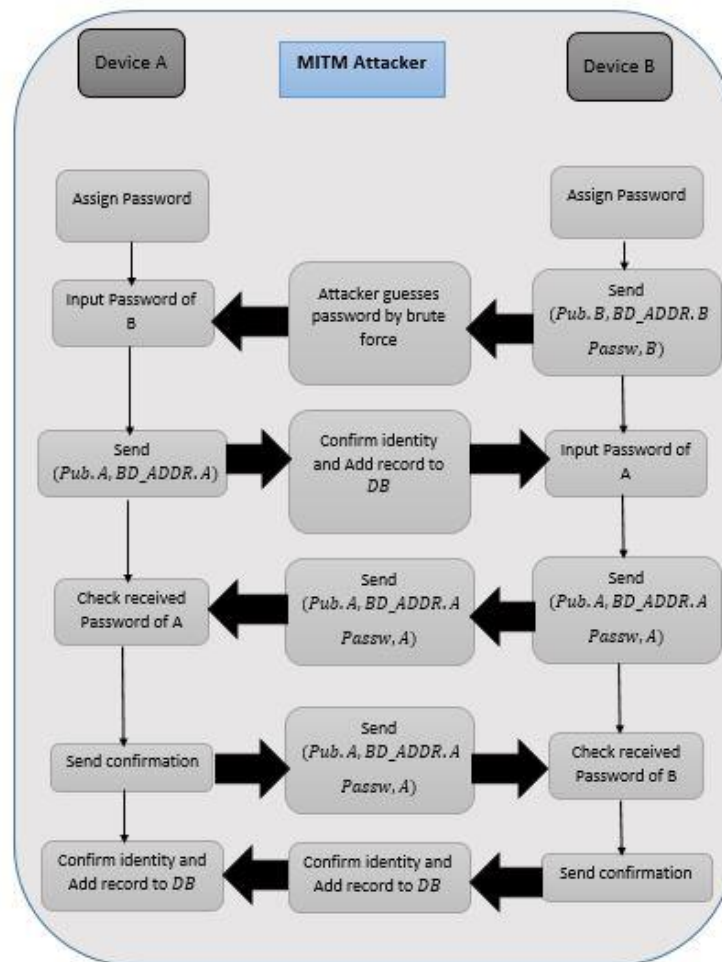 Device A
MITM Attacker
Device B
Assign Password
Assign Password
Input Password of
B
Attacker guesses
password by brute
force
Send
(Pub. B, BD_ADDR. B
Passw, B)
Send
(Pub. A, BD_ADDR. A)
Confirm identity
and Add record to
DB
Input Password of
A
Check received
Password of A
Send
(Pub. A, BD_ADDR. A
Passw, A)
Send
(Pub. A, BD_ADDR. A
Passw, A)
Send confirmation
Send
(Pub. A, BD_ADDR. A
Passw, A)
Check received
Password of B
Confirm identity and
Add record to DB
Confirm identity and
Add record to DB
Send confirmation